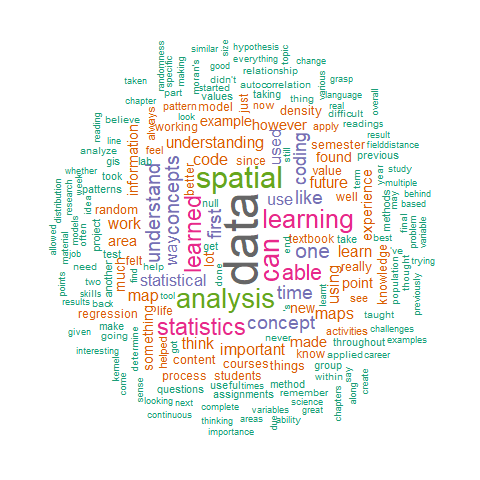 similar
hypothesis
size
everything
change
randomness
specific
making
moran's
good
relationship
topic
grasp
taken
didn't
autocorrelation
various
language
started
taking
thing
real
part
values
difficult
overall
chapter
pattern
model
just
now
density
believe
always
working
look
example
however
apply
readings
result
reading
line
understanding
used
coding
semester
fielddistance
analyze
information
feel
code
since
still
found
previous
whether
gis
lab
understand
concepts
better
spatial
value
term
year
study
took
learned
null
data
use
like
future
well
multiple
patterns
way
first
learning
experience
methods
may
behind
based
allowed
distribution
research
week
often
idea
random
work
can
one
textbook
take
learn
knowledge
final
problem
variable
material
models
project
area
lot
get
end
able
really
best
've
job
test
felt
statistical
done
time
using
population
thought
trying
need
another
much
find
help
analysis
point
previously
points
two
map
tool
learnt
's
new
maps
see
skills
life
statistics
concept
taught
results
back
regression
something
never
activities
challenges
given
make
think
important
made
throughout
examples
going
helped
got
know
applied
career
interesting
content
courses
things
group
kernelq
come
process
students
within
say
along
create
sense
questions
useful
times
method
chapters
looking
next
assignments
remember
continuous
complete
variables
science
great
thinking
areas
due
ability
importance